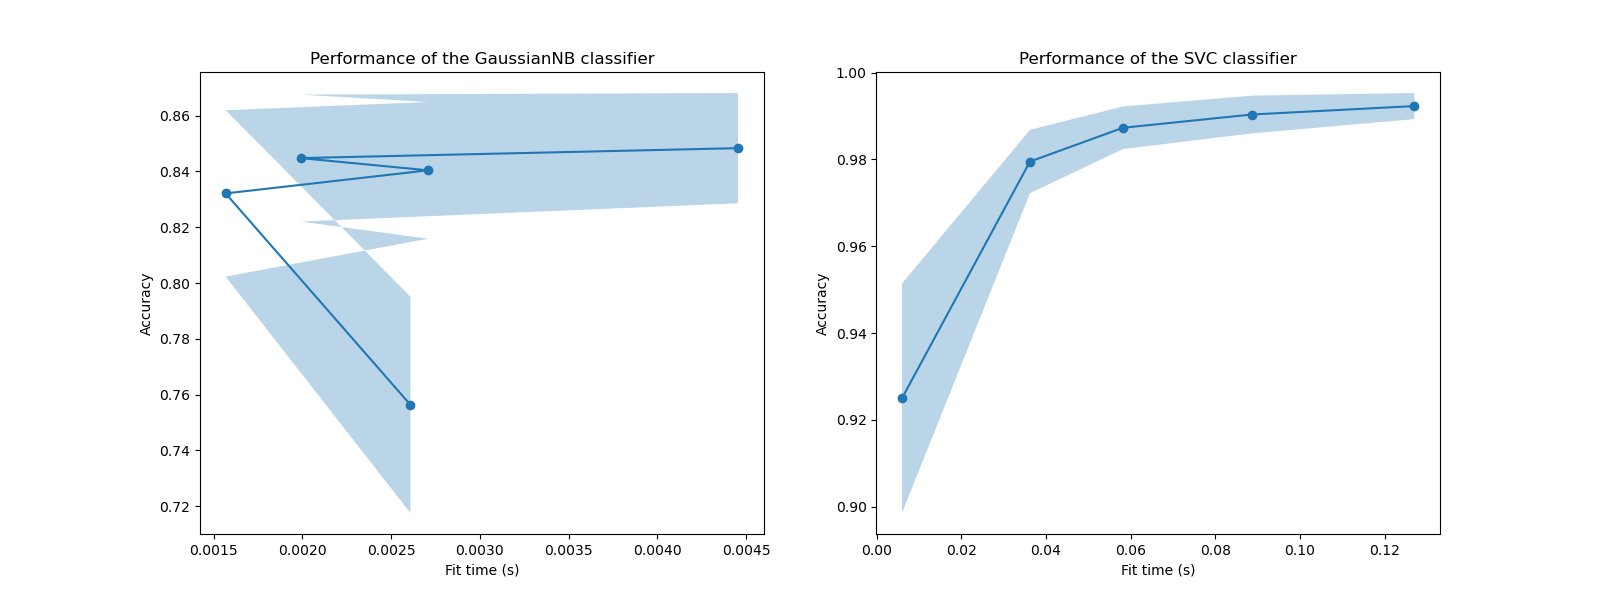 Performance of the GaussianNB classifier
0.86
0.84
0.82
0.80
0.78
0.76
0.74
0.72
Accuracy
0.0015 0.0020 0.0025 0.0030 0.0035 0.0040 0.0045
Fit time (s)
Performance of the SVC classifier
1.00
0.98
0.96
0.94
0.92
0.90
Accuracy
0.00 0.02 0.04 0.06 0.08 0.10 0.12
Fit time (s)